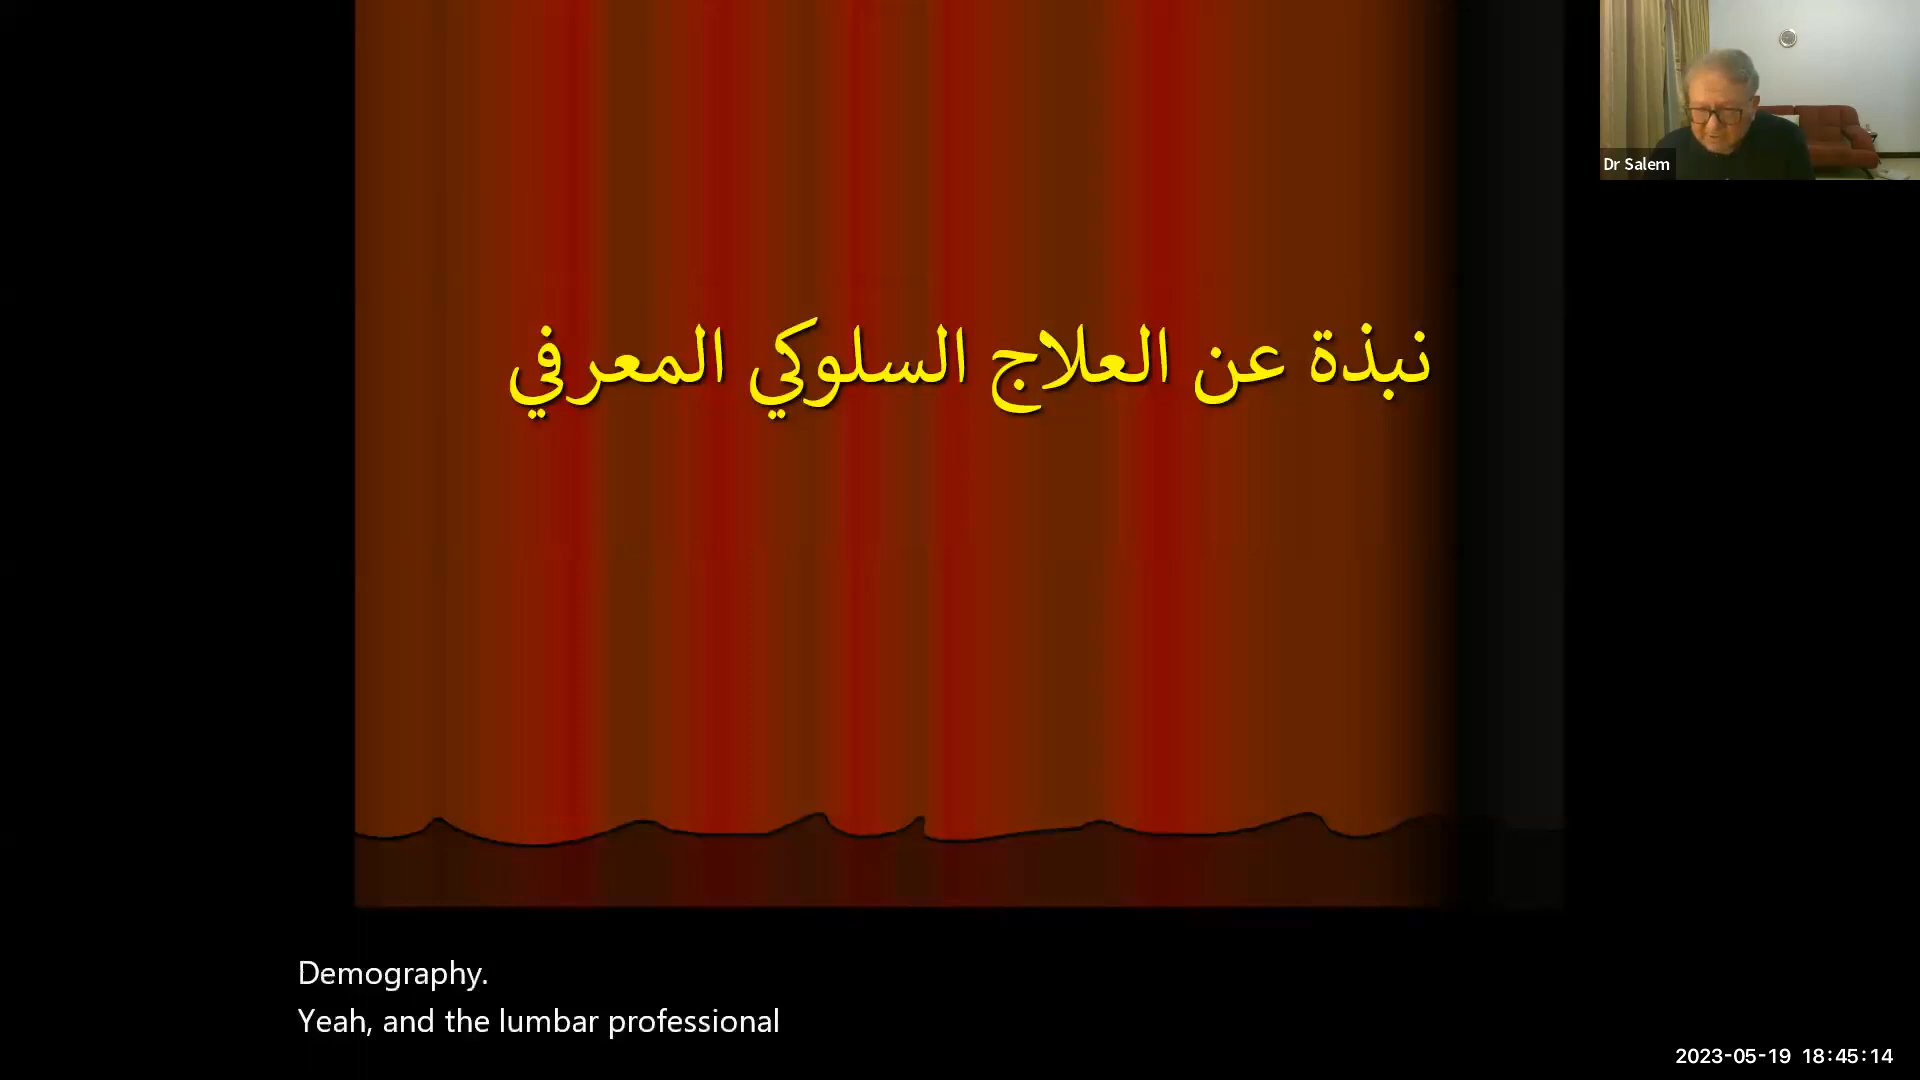 نبذة عن العلاج السلوكي المعرفي
Dr Salem
Demography.
Yeah, and the lumbar professional
2023-05-19 18:45:14